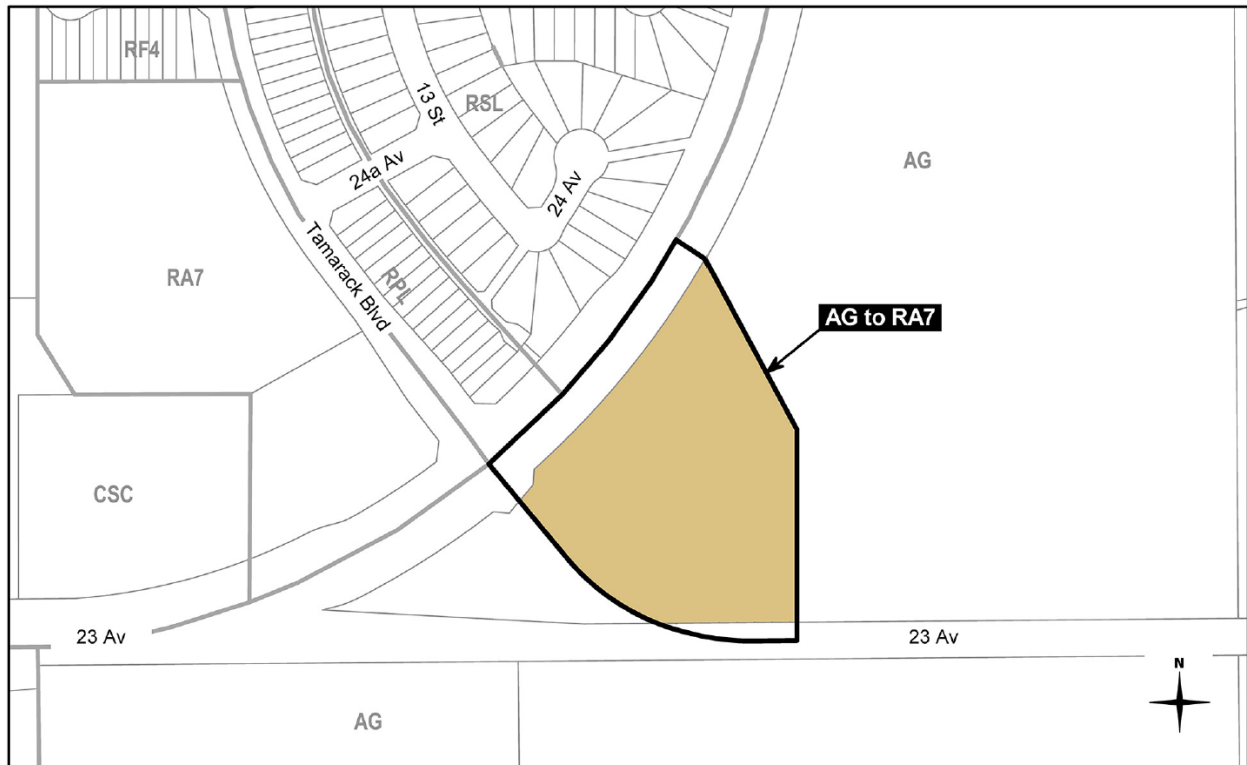 RF4
13 St
RSL
24a Av
AG
24 Av
Tamarack Blvd
RPL
RA7
AG to RA7
CSC
23 Av
23 Av
N
AG